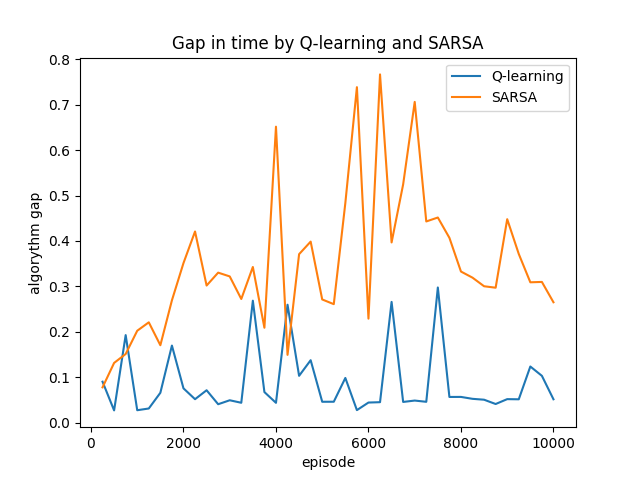 Gap in time by Q-learning and SARSA
Q-learning
SARSA
algorythm gap
0.8
0.7
0.6
0.5
0.4
0.3
0.2
0.1
0.0
0 2000 4000 6000 8000 10000
episode